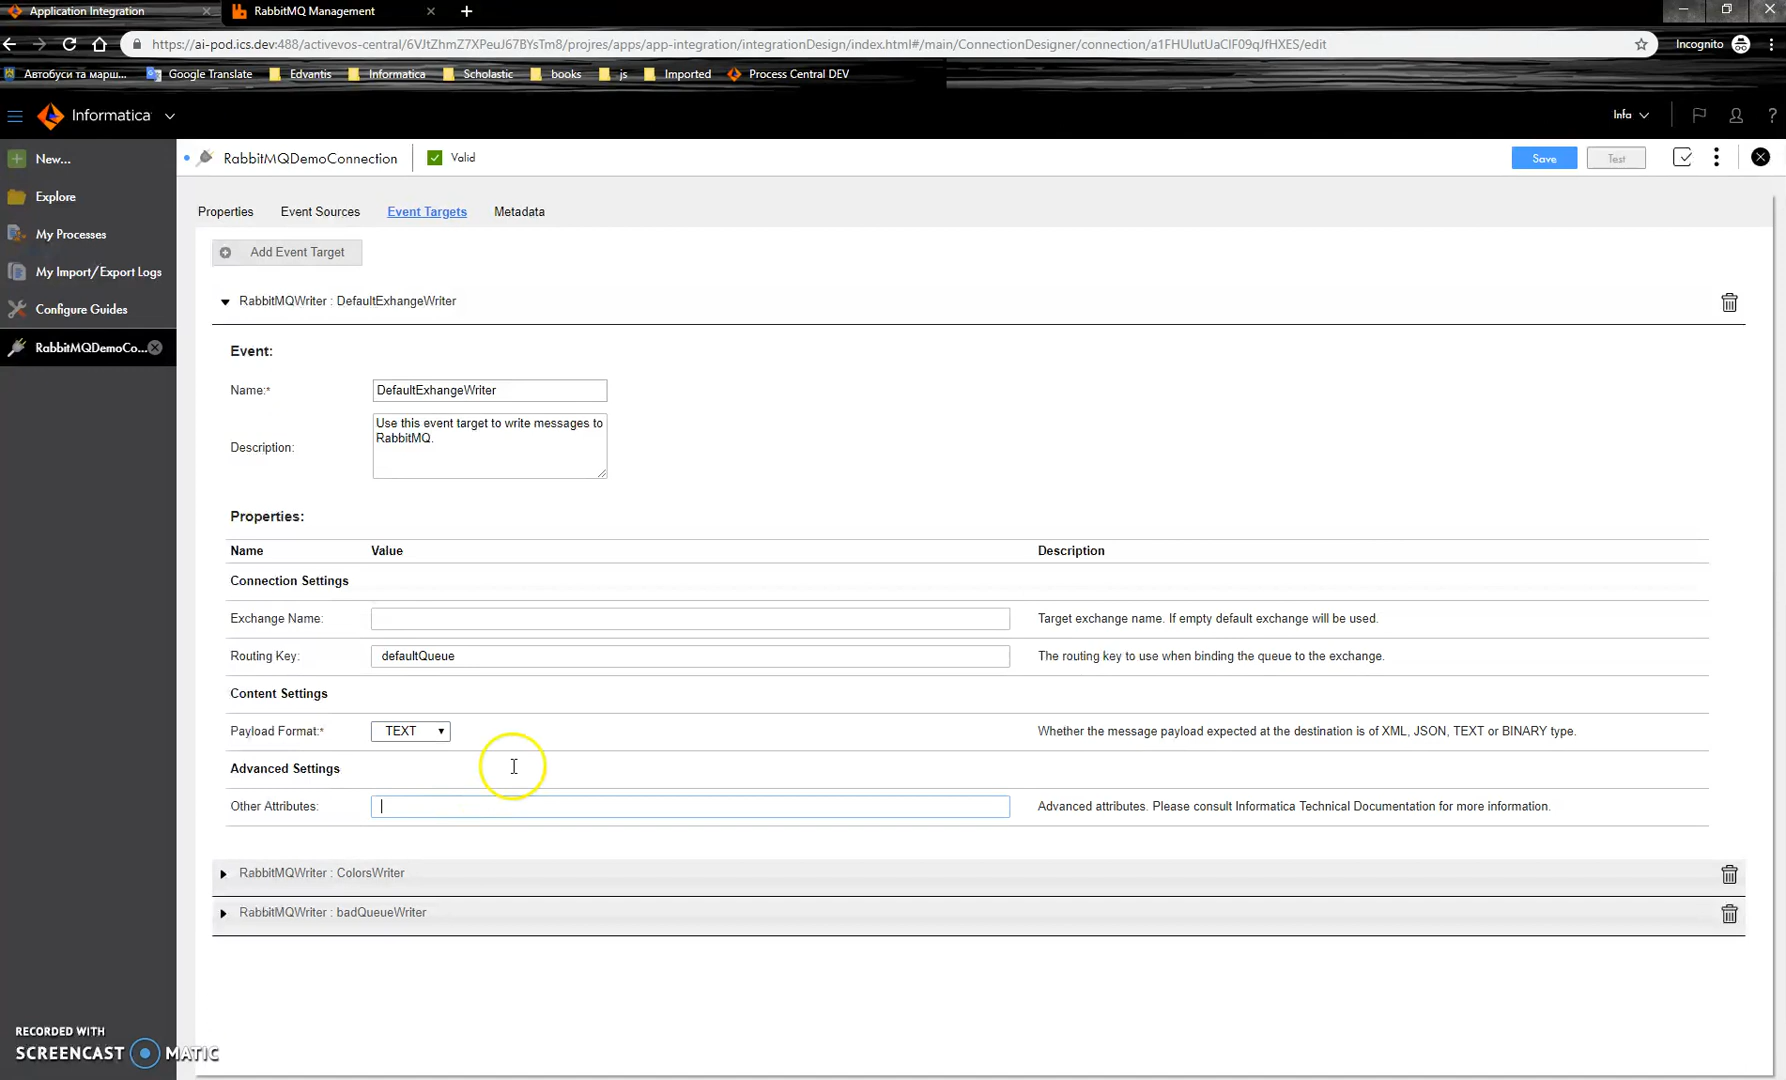 Application Integration
RabbitMQ Management
https://ai-pod.ics.dev:488/activevos-central/6VJtZhmZ7XPeuJ67BYsTm8/projres/apps/app-integration/integrationDesign/index.html#/main/ConnectionDesigner/connection/a1FHUIutUaClF09qJfHXES/edit
Incognito
Автобуси та марш...
Google Translate
Edvantis
Informatica
Scholastic
books
js
Imported
Process Central DEV
Informatica
Infa
?
New...
Explore
My Processes
My Import/Export Logs
Configure Guides
RabbitMQDemoCo...
RabbitMQDemoConnection
Valid
Save
Test
Properties
Event Sources
Event Targets
Metadata
Add Event Target
RabbitMQWriter : DefaultExhangeWriter
Event:
Name:*
DefaultExhangeWriter
Description:
Use this event target to write messages to
RabbitMQ.
Properties:
Name
Value
Description
Connection Settings
Exchange Name:
Target exchange name. If empty default exchange will be used.
Routing Key:
defaultQueue
The routing key to use when binding the queue to the exchange.
Content Settings
Payload Format:*
TEXT
Whether the message payload expected at the destination is of XML, JSON, TEXT or BINARY type.
Advanced Settings
Other Attributes:
Advanced attributes. Please consult Informatica Technical Documentation for more information.
RabbitMQWriter : ColorsWriter
RabbitMQWriter : badQueueWriter
RECORDED WITH
SCREENCAST MATIC